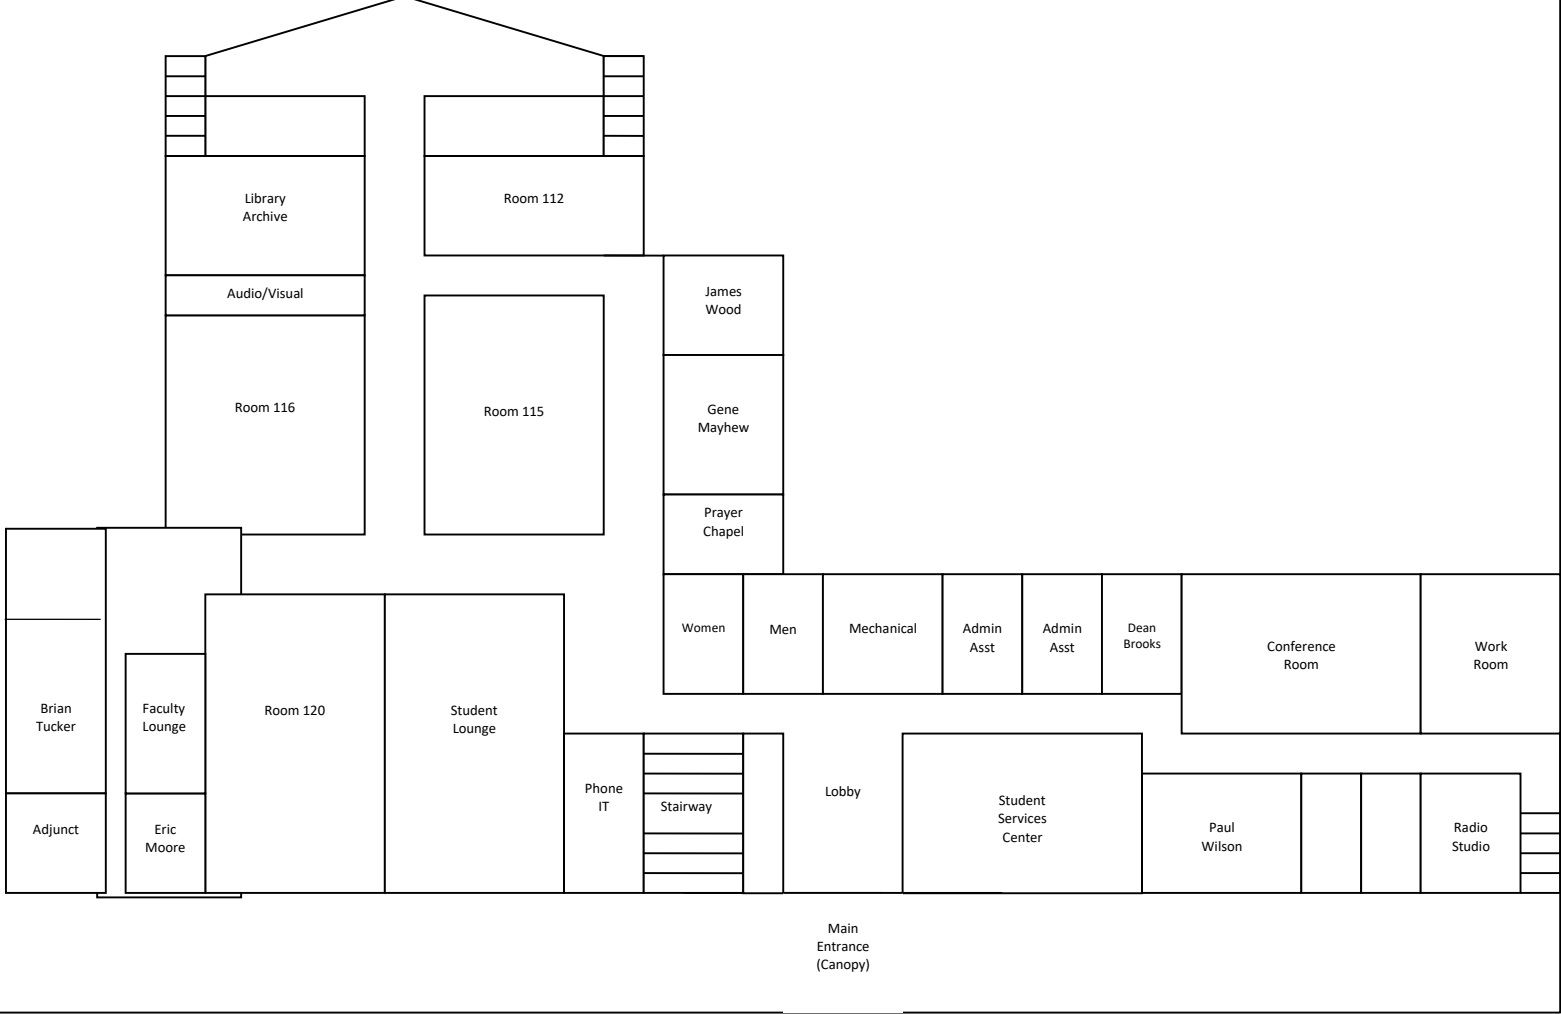 Library
Archive
Room 112
Audio/Visual
James
Wood
Room 116
Room 115
Gene
Mayhew
Prayer
Chapel
Women
Men
Mechanical
Admin
Asst
Admin
Asst
Dean
Brooks
Conference
Room
Work
Room
Brian
Tucker
Faculty
Lounge
Room 120
Student
Lounge
Phone
IT
Stairway
Lobby
Student
Services
Center
Paul
Wilson
Radio
Studio
Adjunct
Eric
Moore
Main
Entrance
(Canopy)